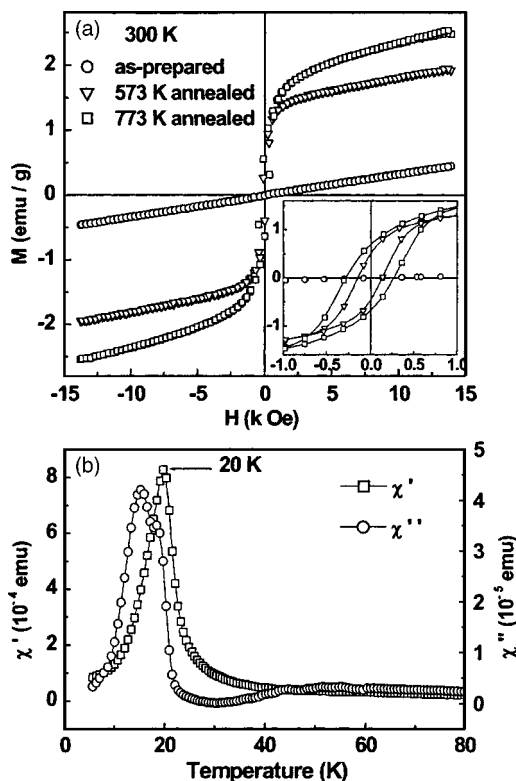 (a)
300 K
as-prepared
573 K annealed
773 K annealed
M (emu / g)
2
1
0
-1
-2
1
0
-1
-1.0 -0.5 0.0 0.5 1.0
-15 -10 -5 0 5 10 15
H (k Oe)
(b)
20 K
χ'
χ''
χ' (10⁻⁴ emu)
8
6
4
2
0
χ'' (10⁻⁵ emu)
5
4
3
2
1
0
0 20 40 60 80
Temperature (K)